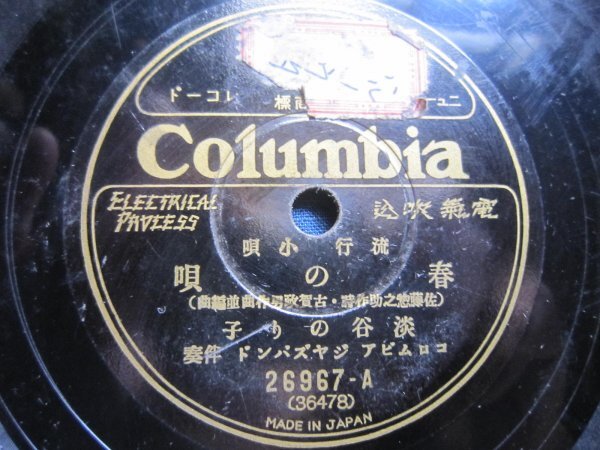 ニュー 商標 レコード
Columbia
ELECTRICAL PROCESS
電氣吹込
流行小唄
春の唄
(佐藤惣之助作詩・古賀政男作曲並編曲)
淡谷のり子
コロムビア ジヤズバンド 伴奏
26967-A
(36478)
MADE IN JAPAN